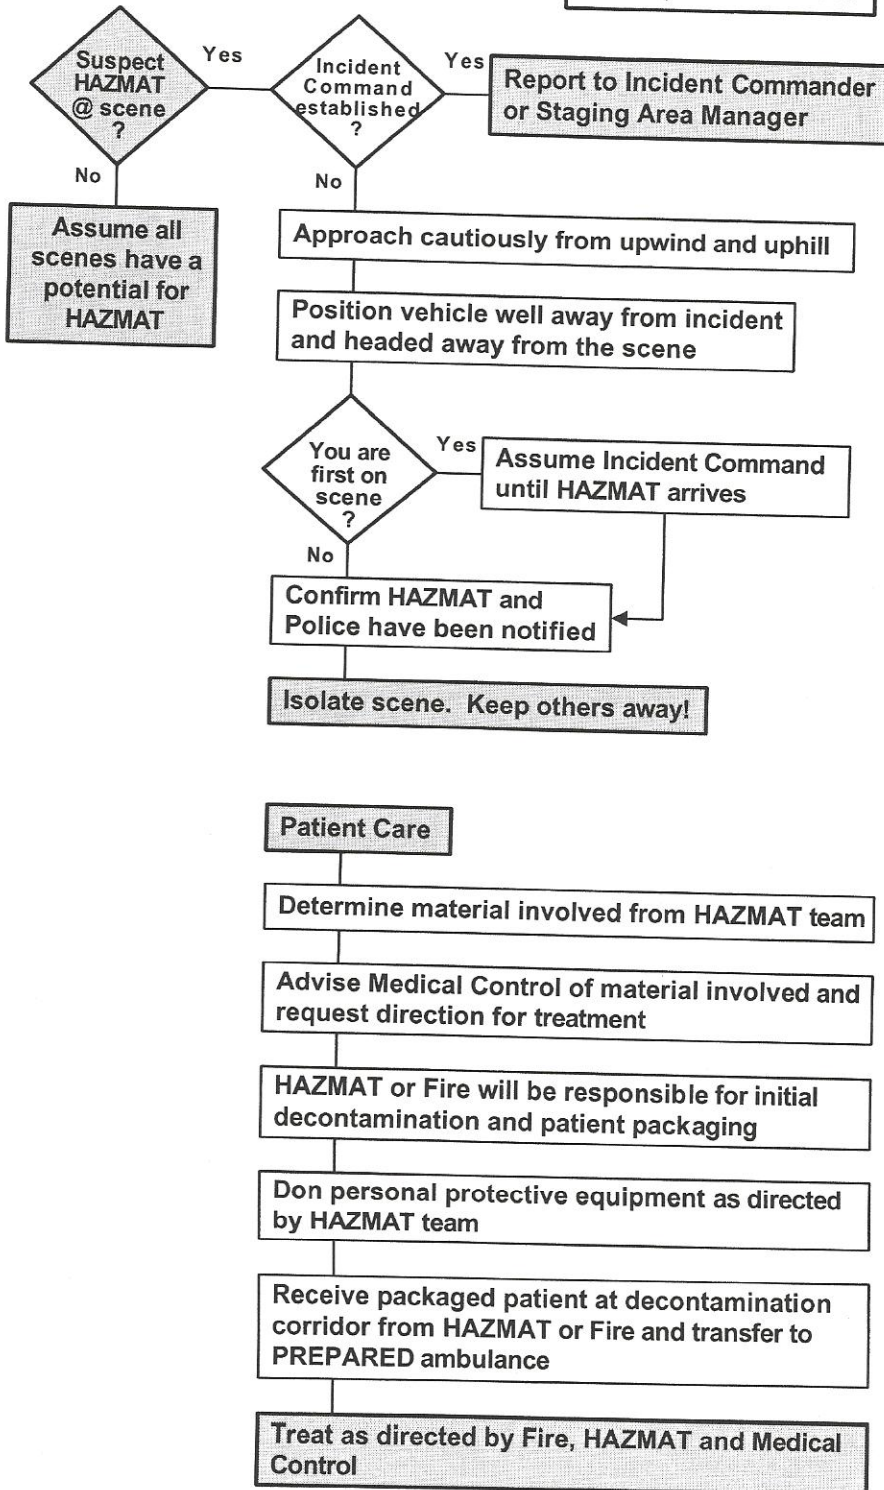 Suspect
HAZMAT
@ scene
?
Yes
Incident
Command
established
?
Yes
Report to Incident Commander
or Staging Area Manager
No
No
Assume all
scenes have a
potential for
HAZMAT
Approach cautiously from upwind and uphill
Position vehicle well away from incident
and headed away from the scene
You are
first on
scene
?
Yes
Assume Incident Command
until HAZMAT arrives
No
Confirm HAZMAT and
Police have been notified
Isolate scene. Keep others away!
Patient Care
Determine material involved from HAZMAT team
Advise Medical Control of material involved and
request direction for treatment
HAZMAT or Fire will be responsible for initial
decontamination and patient packaging
Don personal protective equipment as directed
by HAZMAT team
Receive packaged patient at decontamination
corridor from HAZMAT or Fire and transfer to
PREPARED ambulance
Treat as directed by Fire, HAZMAT and Medical
Control